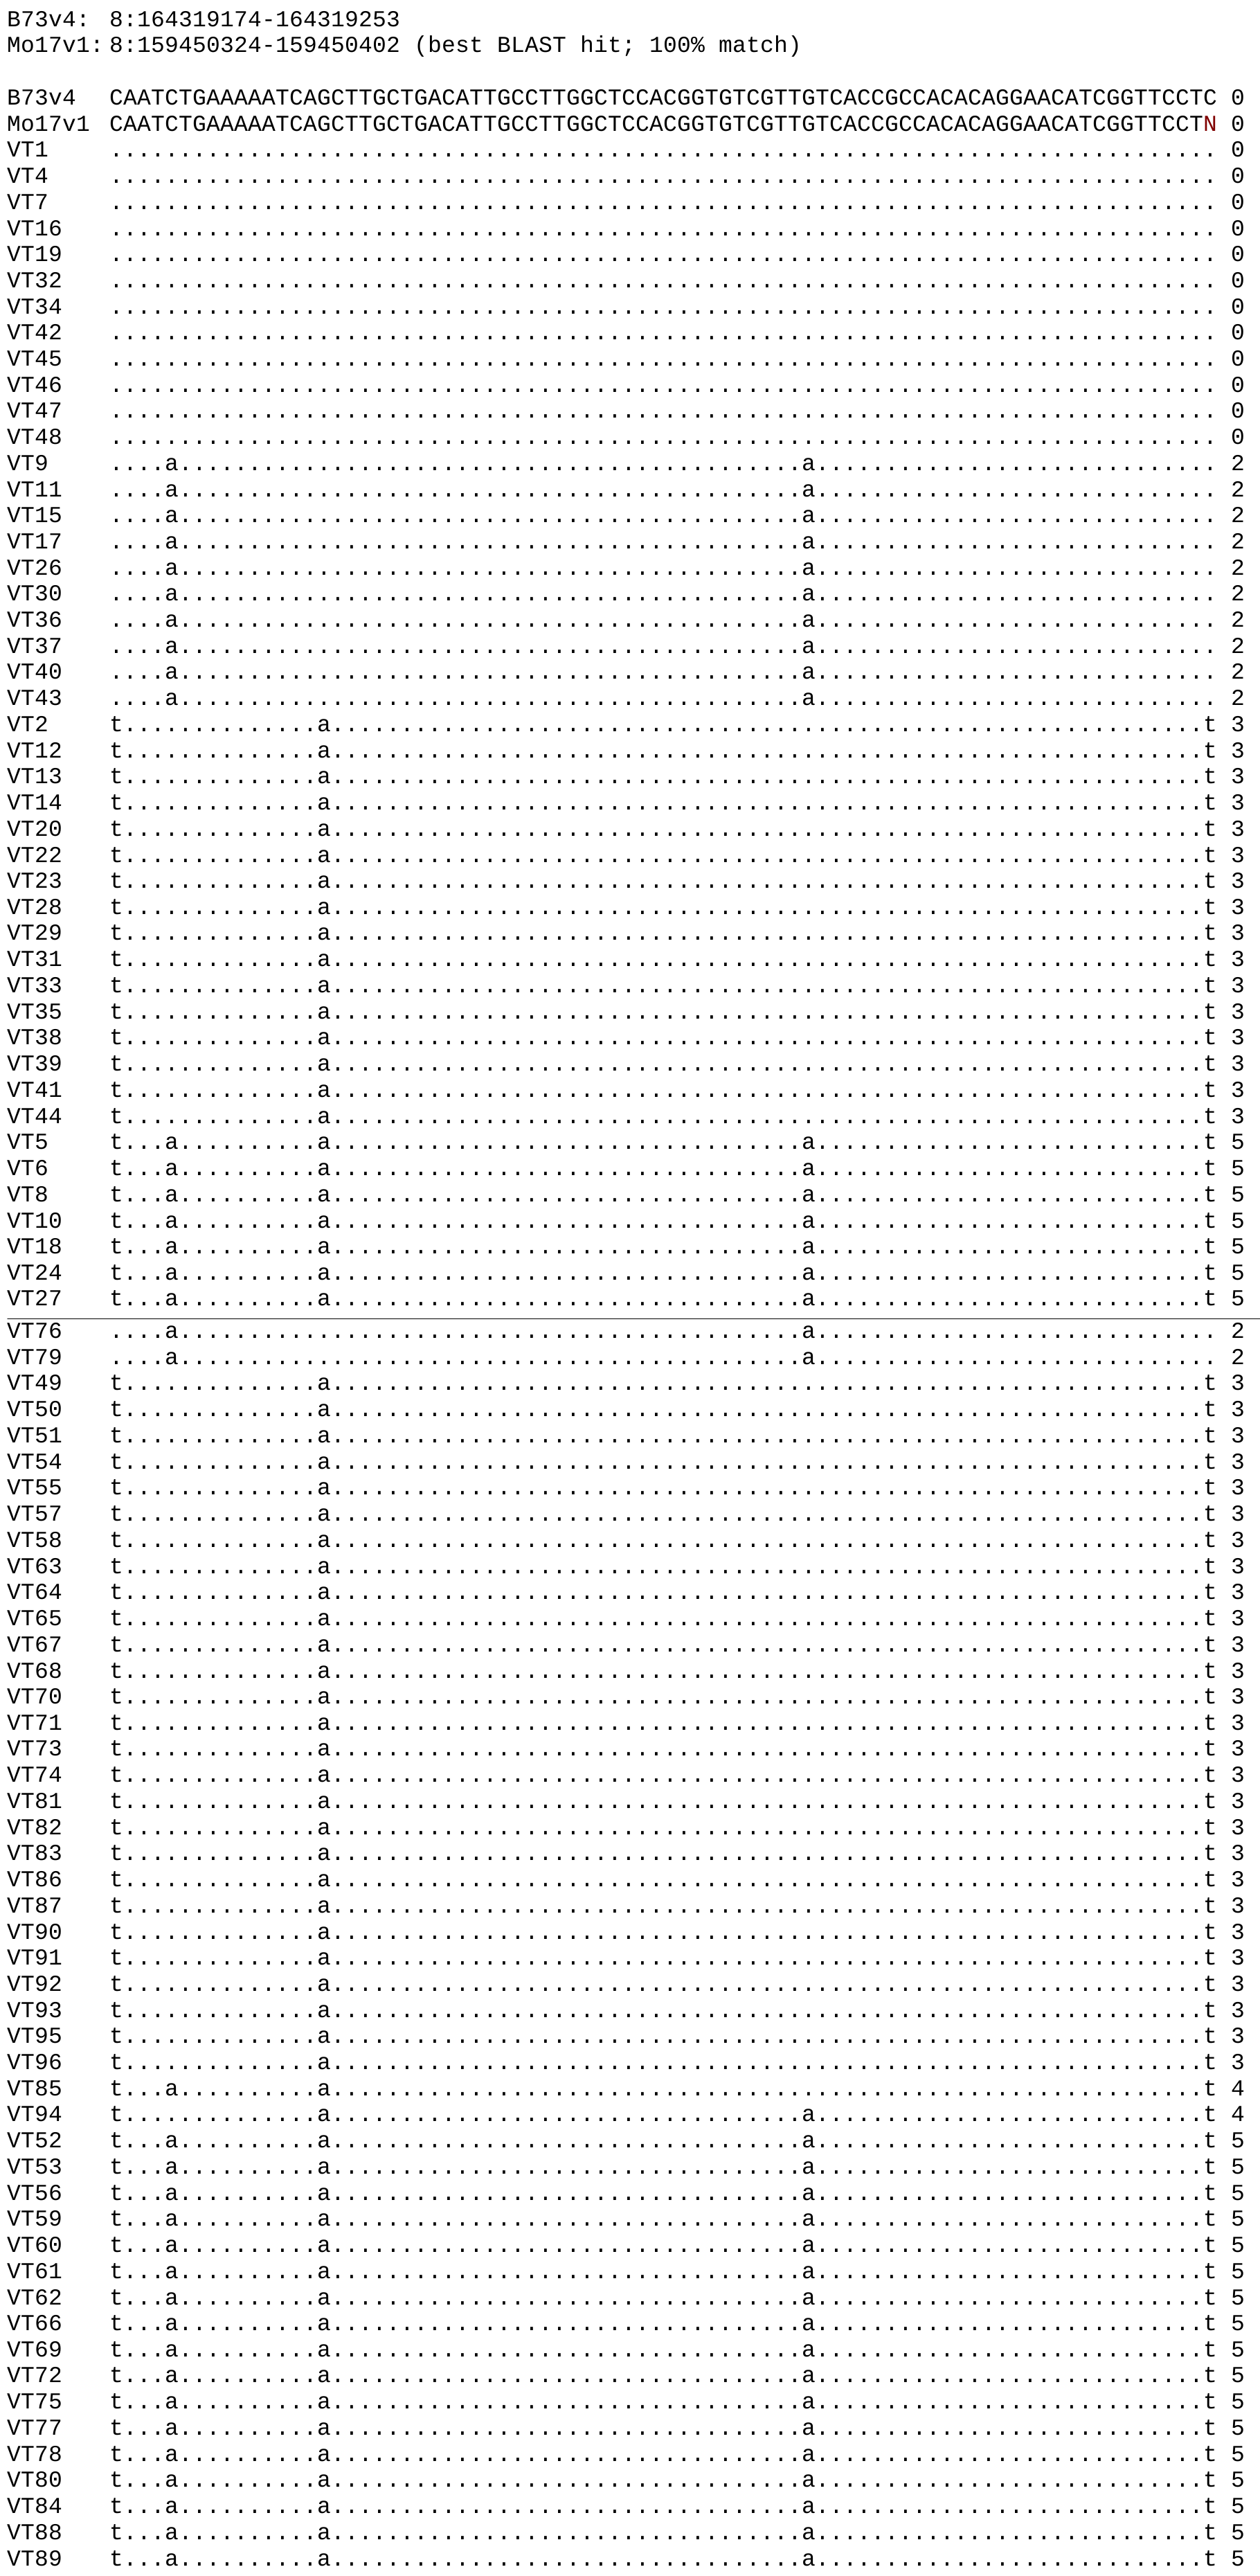 B73v4: 8:164319174-164319253
Mo17v1: 8:159450324-159450402 (best BLAST hit; 100% match)
B73v4 CAATCTGAAAAATCAGCTTGCTGACATTGCCTTGGCTCCACGGTGTCGTTGTCACCGCCACACAGGAACATCGGTTCCTC 0
Mo17v1 CAATCTGAAAAATCAGCTTGCTGACATTGCCTTGGCTCCACGGTGTCGTTGTCACCGCCACACAGGAACATCGGTTCCTN 0
VT1 ................................................................................ 0
VT4 ................................................................................ 0
VT7 ................................................................................ 0
VT16 ................................................................................ 0
VT19 ................................................................................ 0
VT32 ................................................................................ 0
VT34 ................................................................................ 0
VT42 ................................................................................ 0
VT45 ................................................................................ 0
VT46 ................................................................................ 0
VT47 ................................................................................ 0
VT48 ................................................................................ 0
VT9 ....a.............................................a............................. 2
VT11 ....a.............................................a............................. 2
VT15 ....a.............................................a............................. 2
VT17 ....a.............................................a............................. 2
VT26 ....a.............................................a............................. 2
VT30 ....a.............................................a............................. 2
VT36 ....a.............................................a............................. 2
VT37 ....a.............................................a............................. 2
VT40 ....a.............................................a............................. 2
VT43 ....a.............................................a............................. 2
VT2 t..............a...............................................................t 3
VT12 t..............a...............................................................t 3
VT13 t..............a...............................................................t 3
VT14 t..............a...............................................................t 3
VT20 t..............a...............................................................t 3
VT22 t..............a...............................................................t 3
VT23 t..............a...............................................................t 3
VT28 t..............a...............................................................t 3
VT29 t..............a...............................................................t 3
VT31 t..............a...............................................................t 3
VT33 t..............a...............................................................t 3
VT35 t..............a...............................................................t 3
VT38 t..............a...............................................................t 3
VT39 t..............a...............................................................t 3
VT41 t..............a...............................................................t 3
VT44 t..............a...............................................................t 3
VT5 t...a..........a..................................a............................t 5
VT6 t...a..........a..................................a............................t 5
VT8 t...a..........a..................................a............................t 5
VT10 t...a..........a..................................a............................t 5
VT18 t...a..........a..................................a............................t 5
VT24 t...a..........a..................................a............................t 5
VT27 t...a..........a..................................a............................t 5
VT76 ....a.............................................a............................. 2
VT79 ....a.............................................a............................. 2
VT49 t..............a...............................................................t 3
VT50 t..............a...............................................................t 3
VT51 t..............a...............................................................t 3
VT54 t..............a...............................................................t 3
VT55 t..............a...............................................................t 3
VT57 t..............a...............................................................t 3
VT58 t..............a...............................................................t 3
VT63 t..............a...............................................................t 3
VT64 t..............a...............................................................t 3
VT65 t..............a...............................................................t 3
VT67 t..............a...............................................................t 3
VT68 t..............a...............................................................t 3
VT70 t..............a...............................................................t 3
VT71 t..............a...............................................................t 3
VT73 t..............a...............................................................t 3
VT74 t..............a...............................................................t 3
VT81 t..............a...............................................................t 3
VT82 t..............a...............................................................t 3
VT83 t..............a...............................................................t 3
VT86 t..............a...............................................................t 3
VT87 t..............a...............................................................t 3
VT90 t..............a...............................................................t 3
VT91 t..............a...............................................................t 3
VT92 t..............a...............................................................t 3
VT93 t..............a...............................................................t 3
VT95 t..............a...............................................................t 3
VT96 t..............a...............................................................t 3
VT85 t...a..........a...............................................................t 4
VT94 t..............a..................................a............................t 4
VT52 t...a..........a..................................a............................t 5
VT53 t...a..........a..................................a............................t 5
VT56 t...a..........a..................................a............................t 5
VT59 t...a..........a..................................a............................t 5
VT60 t...a..........a..................................a............................t 5
VT61 t...a..........a..................................a............................t 5
VT62 t...a..........a..................................a............................t 5
VT66 t...a..........a..................................a............................t 5
VT69 t...a..........a..................................a............................t 5
VT72 t...a..........a..................................a............................t 5
VT75 t...a..........a..................................a............................t 5
VT77 t...a..........a..................................a............................t 5
VT78 t...a..........a..................................a............................t 5
VT80 t...a..........a..................................a............................t 5
VT84 t...a..........a..................................a............................t 5
VT88 t...a..........a..................................a............................t 5
VT89 t...a..........a..................................a............................t 5